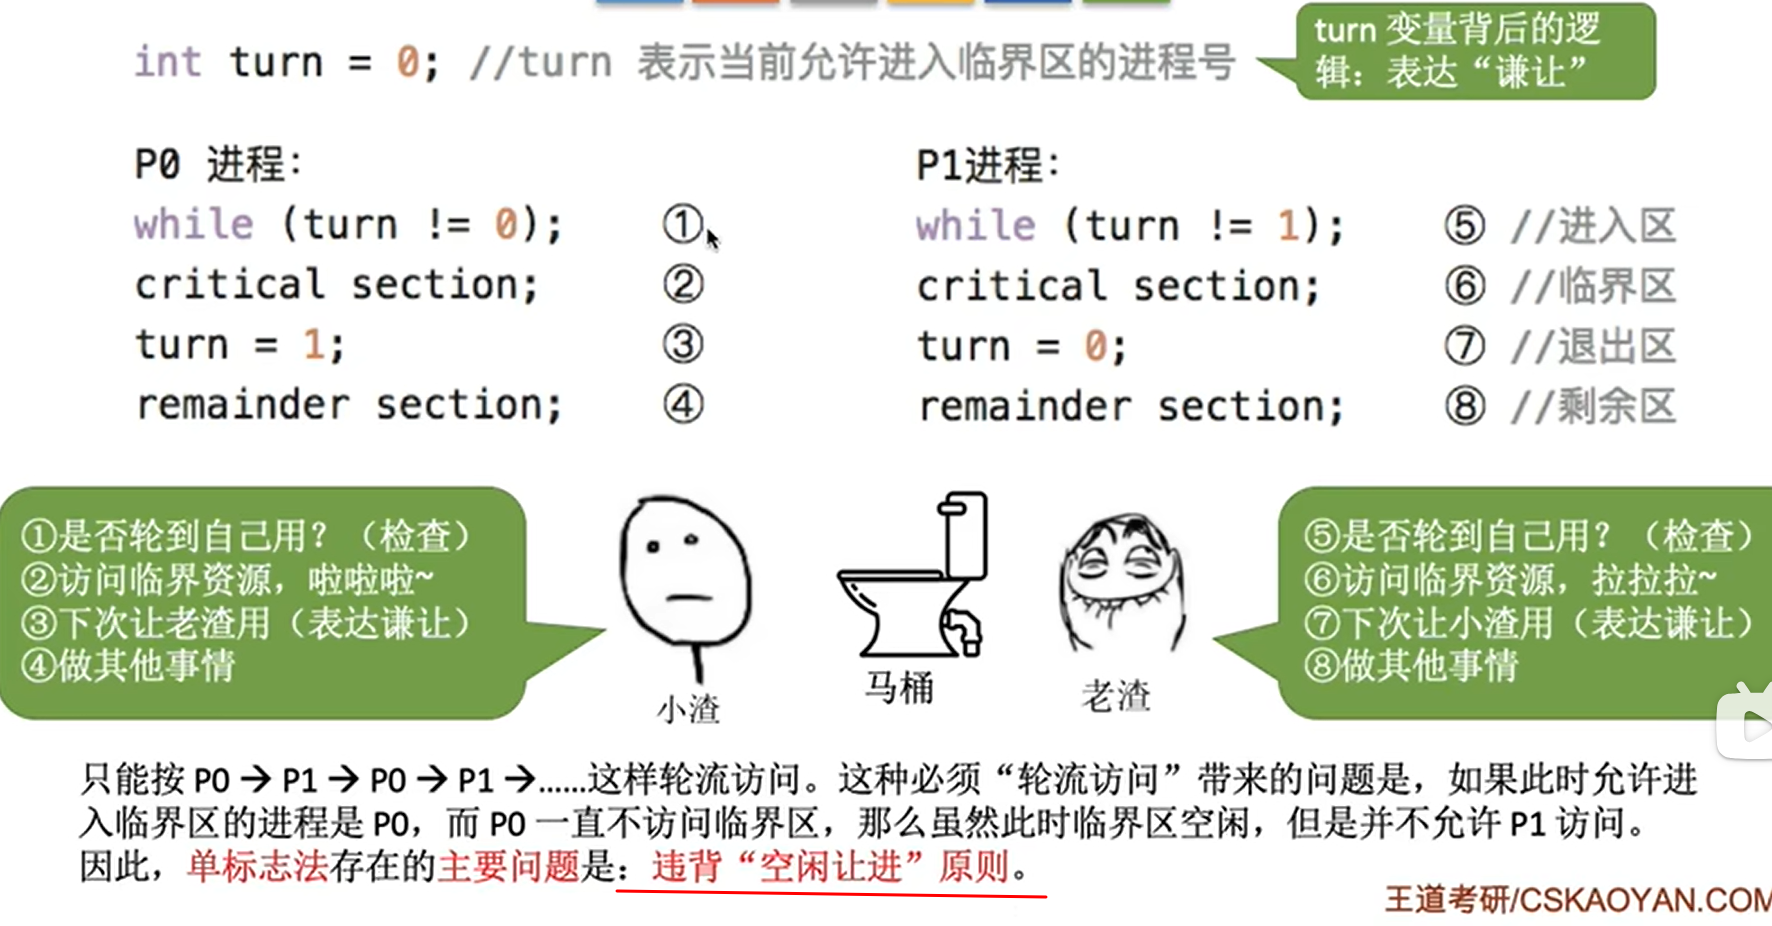 int turn = 0; //turn 表示当前允许进入临界区的进程号
turn 变量背后的逻
辑：表达“谦让”
P0 进程：
while (turn != 0); ①
critical section; ②
turn = 1; ③
remainder section; ④
P1进程：
while (turn != 1); ⑤ //进入区
critical section; ⑥ //临界区
turn = 0; ⑦ //退出区
remainder section; ⑧ //剩余区
①是否轮到自己用？（检查）
②访问临界资源，啦啦啦~
③下次让老渣用（表达谦让）
④做其他事情
小渣
马桶
老渣
⑤是否轮到自己用？（检查）
⑥访问临界资源，拉拉拉~
⑦下次让小渣用（表达谦让）
⑧做其他事情
只能按 P0 → P1 → P0 → P1 →……这样轮流访问。这种必须“轮流访问”带来的问题是，如果此时允许进
入临界区的进程是 P0，而 P0 一直不访问临界区，那么虽然此时临界区空闲，但是并不允许 P1 访问。
因此，单标志法存在的主要问题是：违背“空闲让进”原则。
王道考研/CSKAOYAN.COM